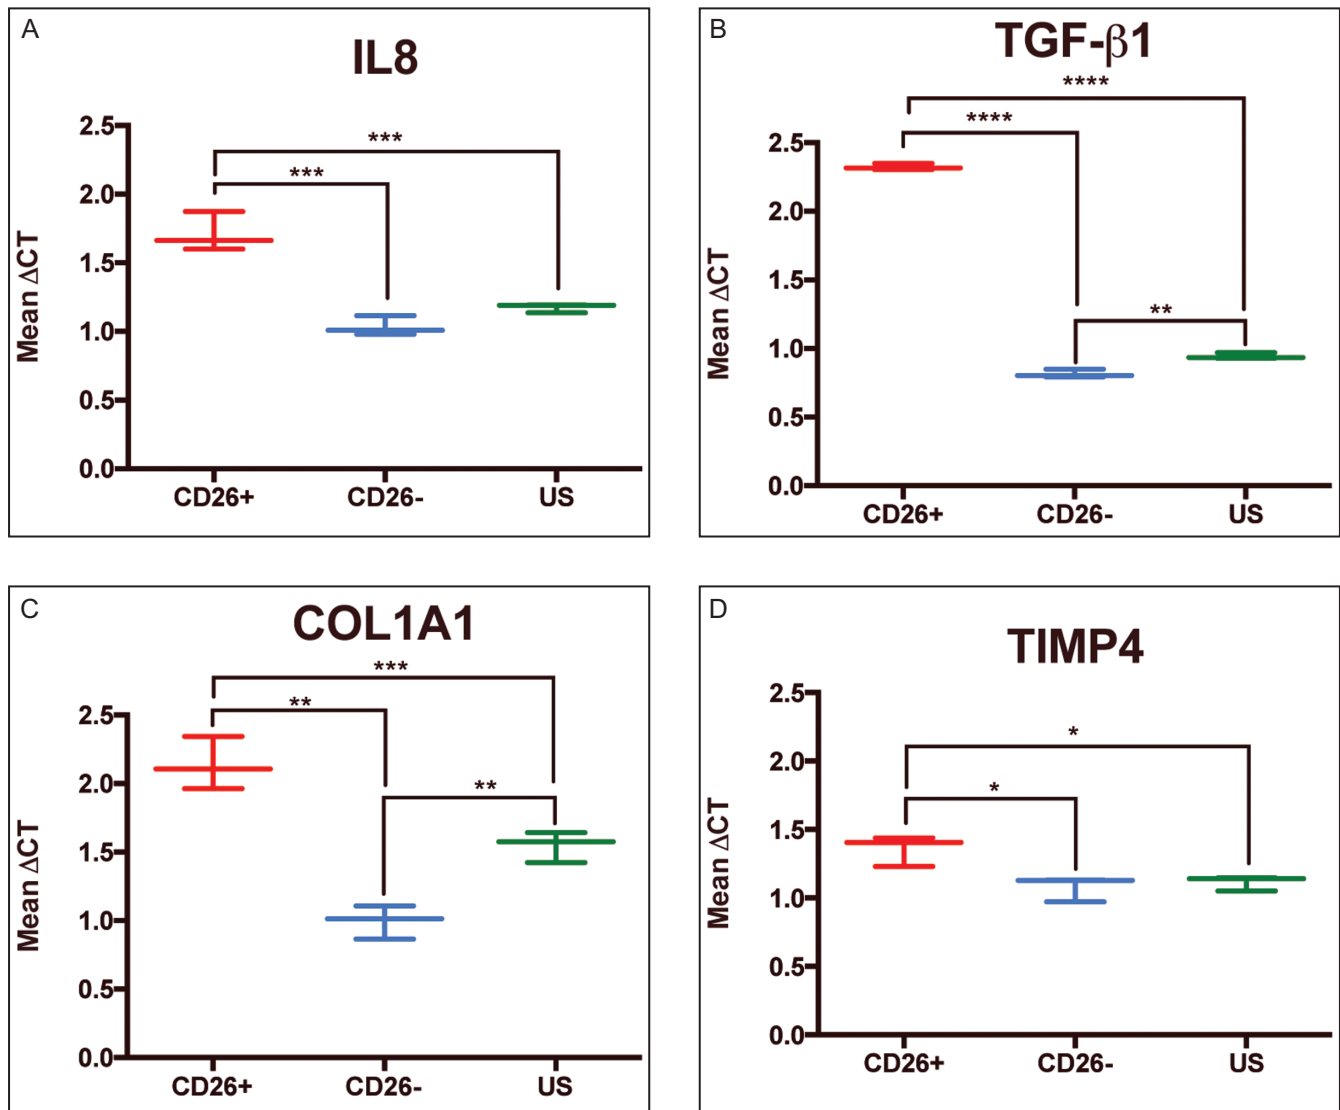 A
IL8
***
***
2.5
2.0
1.5
1.0
0.5
0.0
Mean ΔCT
CD26+ CD26- US
B
TGF-β1
****
****
**
2.5
2.0
1.5
1.0
0.5
0.0
Mean ΔCT
CD26+ CD26- US
C
COL1A1
***
**
**
2.5
2.0
1.5
1.0
0.5
0.0
Mean ΔCT
CD26+ CD26- US
D
TIMP4
*
*
2.5
2.0
1.5
1.0
0.5
0.0
Mean ΔCT
CD26+ CD26- US